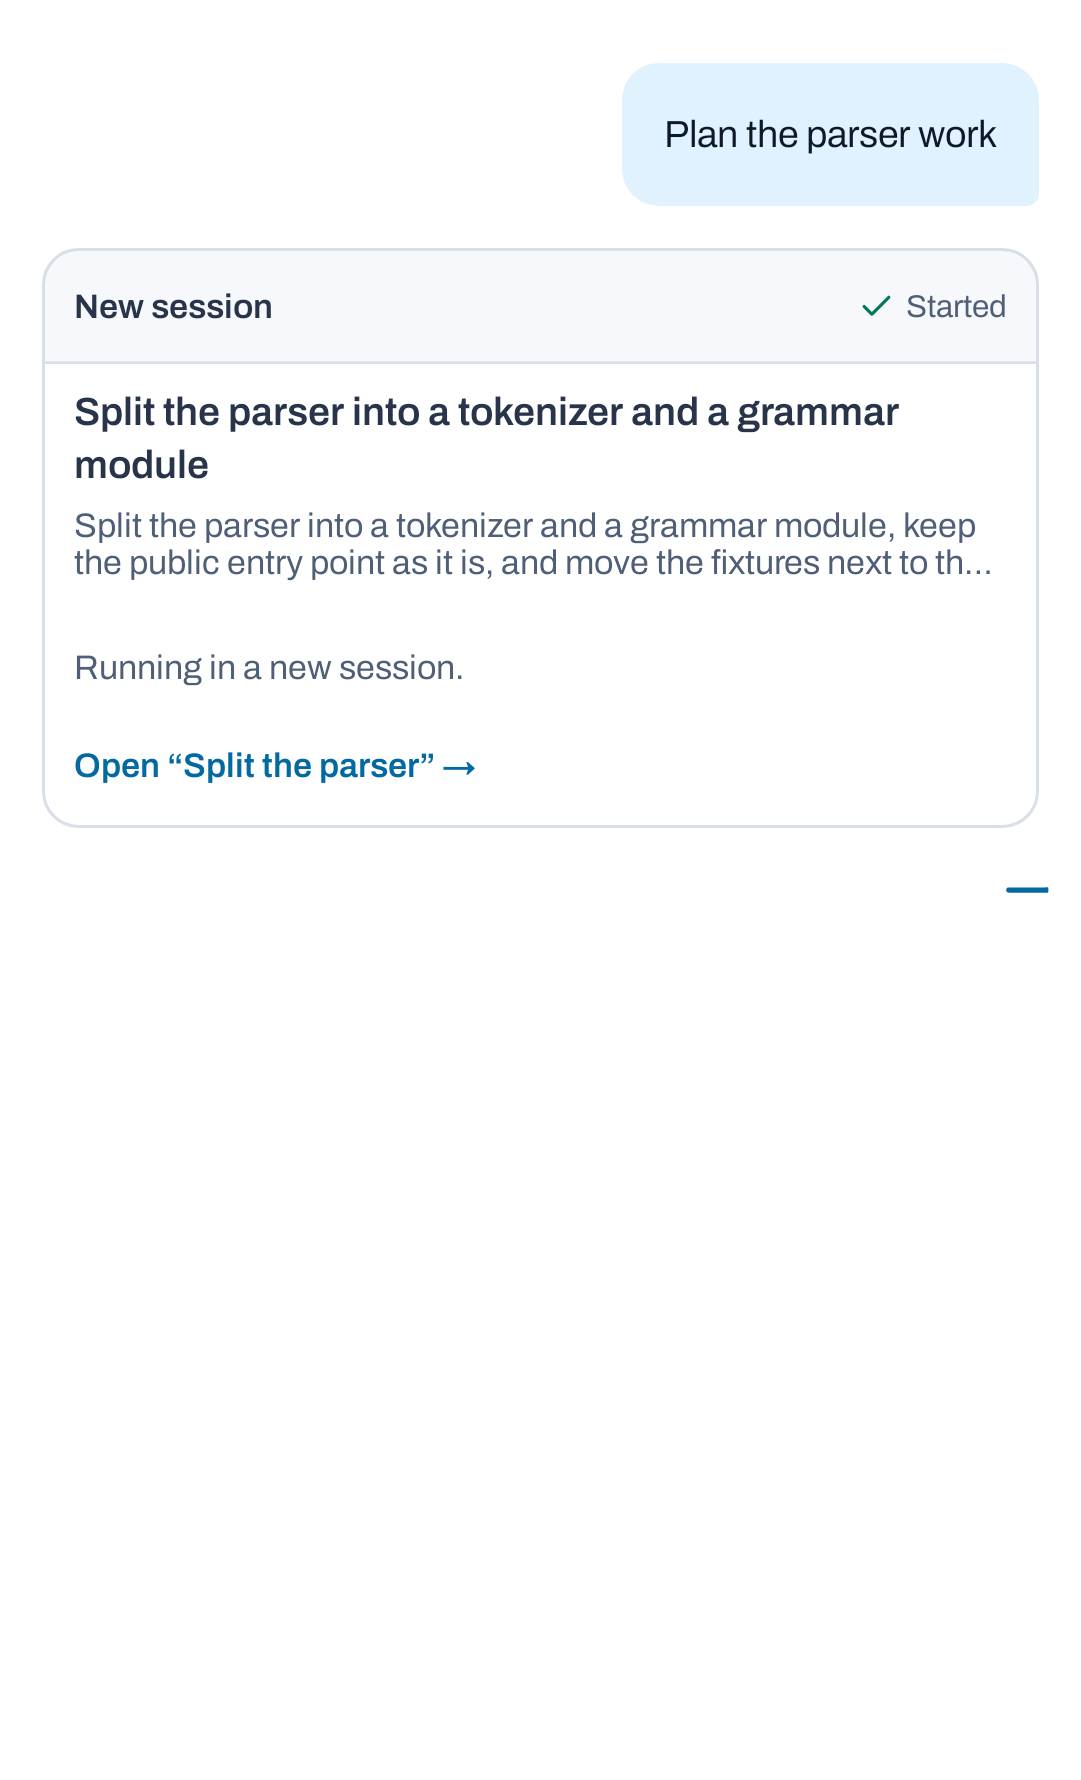 Plan the parser work
New session
Started
Split the parser into a tokenizer and a grammar
module
Split the parser into a tokenizer and a grammar module, keep
the public entry point as it is, and move the fixtures next to th…
Running in a new session.
Open “Split the parser” →